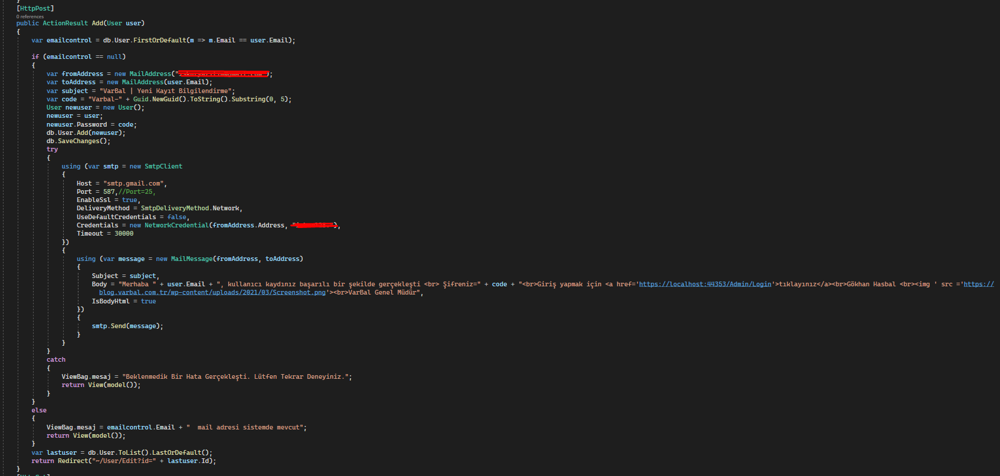 }
[HttpPost]
0 references
public ActionResult Add(User user)
{
var emailcontrol = db.User.FirstOrDefault(m => m.Email == user.Email);
if (emailcontrol == null)
{
var fromAddress = new MailAddress("
);
var toAddress = new MailAddress(user.Email);
var subject = "VarBal | Yeni Kayıt Bilgilendirme";
var code = "Varbal-" + Guid.NewGuid().ToString().Substring(0, 5);
User newuser = new User();
newuser = user;
newuser.Password = code;
db.User.Add(newuser);
db.SaveChanges();
try
{
using (var smtp = new SmtpClient
{
Host = "smtp.gmail.com",
Port = 587,//Port=25,
EnableSsl = true,
DeliveryMethod = SmtpDeliveryMethod.Network,
UseDefaultCredentials = false,
Credentials = new NetworkCredential(fromAddress.Address, "
"),
Timeout = 30000
})
{
using (var message = new MailMessage(fromAddress, toAddress)
{
Subject = subject,
Body = "Merhaba " + user.Email + ", kullanıcı kaydınız başarılı bir şekilde gerçekleşti <br> Şifreniz=" + code + "<br>Giriş yapmak için <a href='https://localhost:44353/Admin/Login'>tıklayınız</a><br>Gökhan Hasbal <br><img ' src ='https://
blog.varbal.com.tr/wp-content/uploads/2021/03/Screenshot.png'><br>VarBal Genel Müdür",
IsBodyHtml = true
})
{
smtp.Send(message);
}
}
}
catch
{
ViewBag.mesaj = "Beklenmedik Bir Hata Gerçekleşti. Lütfen Tekrar Deneyiniz.";
return View(model());
}
}
else
{
ViewBag.mesaj = emailcontrol.Email + "  mail adresi sistemde mevcut";
return View(model());
}
var lastuser = db.User.ToList().LastOrDefault();
return Redirect("~/User/Edit?id=" + lastuser.Id);
}